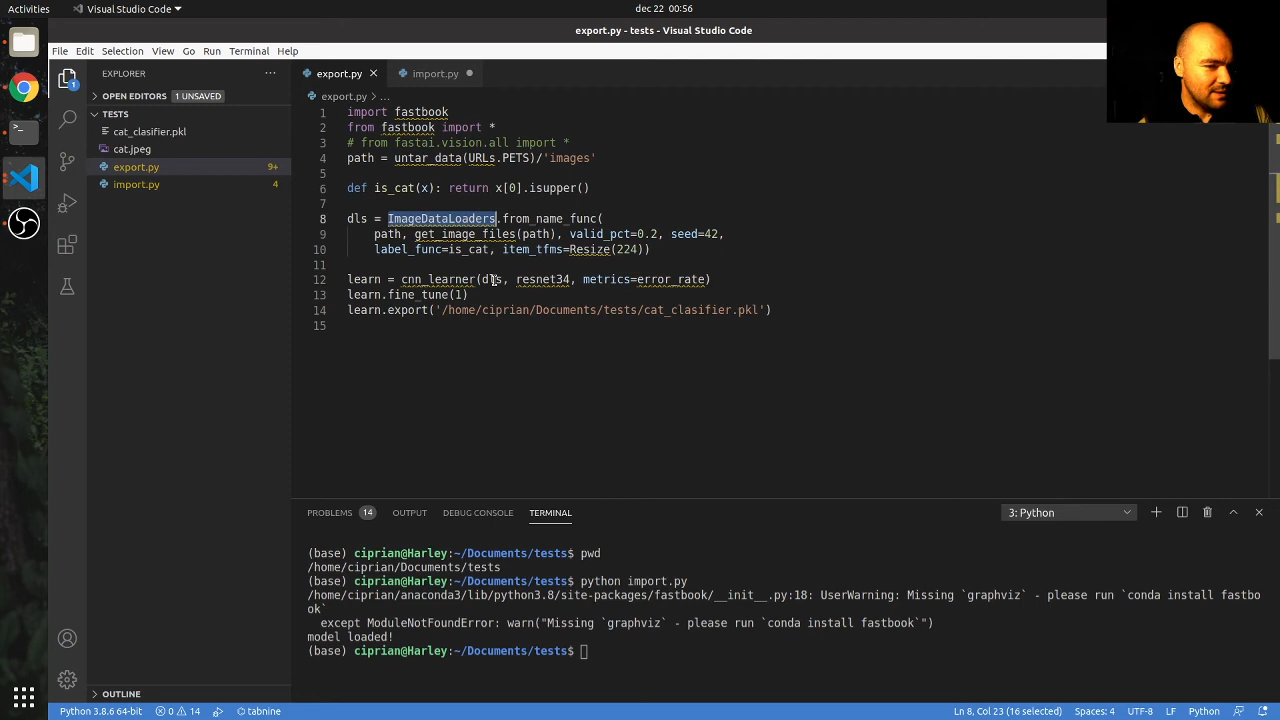 Activities
Visual Studio Code
dec 22 00:56
export.py - tests - Visual Studio Code
File Edit Selection View Go Run Terminal Help
EXPLORER
OPEN EDITORS 1 UNSAVED
TESTS
cat_clasifier.pkl
cat.jpeg
export.py 9+
import.py 4
OUTLINE
1
export.py
import.py
export.py > ...
1 import fastbook
2 from fastbook import *
3 # from fastai.vision.all import *
4 path = untar_data(URLs.PETS)/'images'
5
6 def is_cat(x): return x[0].isupper()
7
8 dls = ImageDataLoaders.from_name_func(
9 path, get_image_files(path), valid_pct=0.2, seed=42,
10 label_func=is_cat, item_tfms=Resize(224))
11
12 learn = cnn_learner(dls, resnet34, metrics=error_rate)
13 learn.fine_tune(1)
14 learn.export('/home/ciprian/Documents/tests/cat_clasifier.pkl')
15
PROBLEMS 14 OUTPUT DEBUG CONSOLE TERMINAL
3: Python
(base) ciprian@Harley:~/Documents/tests$ pwd
/home/ciprian/Documents/tests
(base) ciprian@Harley:~/Documents/tests$ python import.py
/home/ciprian/anaconda3/lib/python3.8/site-packages/fastbook/__init__.py:18: UserWarning: Missing `graphviz` - please run `conda install fastbo
ok`
except ModuleNotFoundError: warn("Missing `graphviz` - please run `conda install fastbook`")
model loaded!
(base) ciprian@Harley:~/Documents/tests$
Python 3.8.6 64-bit 0 14 tabnine
Ln 8, Col 23 (16 selected) Spaces: 4 UTF-8 LF Python